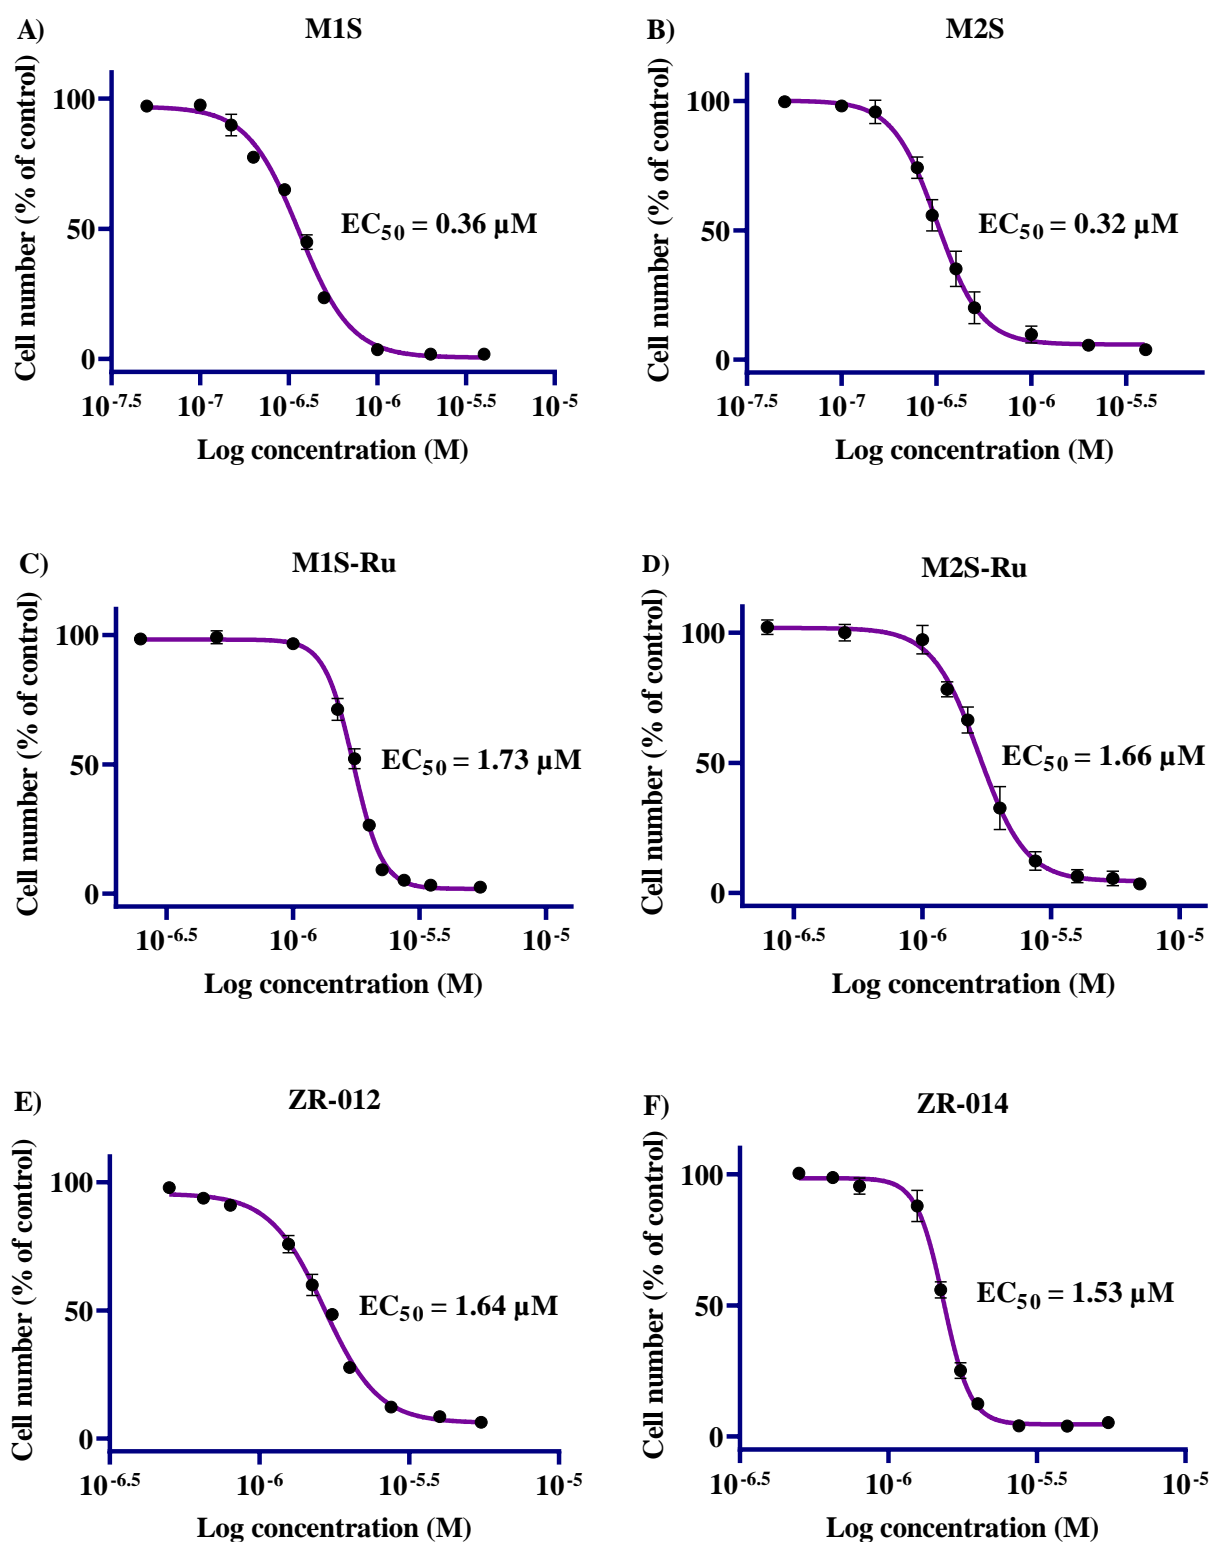 A)
M1S
Cell number (% of control)
100
50
0
EC50 = 0.36 µM
10-7.5 10-7 10-6.5 10-6 10-5.5 10-5
Log concentration (M)
B)
M2S
Cell number (% of control)
100
50
0
EC50 = 0.32 µM
10-7.5 10-7 10-6.5 10-6 10-5.5
Log concentration (M)
C)
M1S-Ru
Cell number (% of control)
100
50
0
EC50 = 1.73 µM
10-6.5 10-6 10-5.5 10-5
Log concentration (M)
D)
M2S-Ru
Cell number (% of control)
100
50
0
EC50 = 1.66 µM
10-6.5 10-6 10-5.5 10-5
Log concentration (M)
E)
ZR-012
Cell number (% of control)
100
50
0
EC50 = 1.64 µM
10-6.5 10-6 10-5.5 10-5
Log concentration (M)
F)
ZR-014
Cell number (% of control)
100
50
0
EC50 = 1.53 µM
10-6.5 10-6 10-5.5 10-5
Log concentration (M)